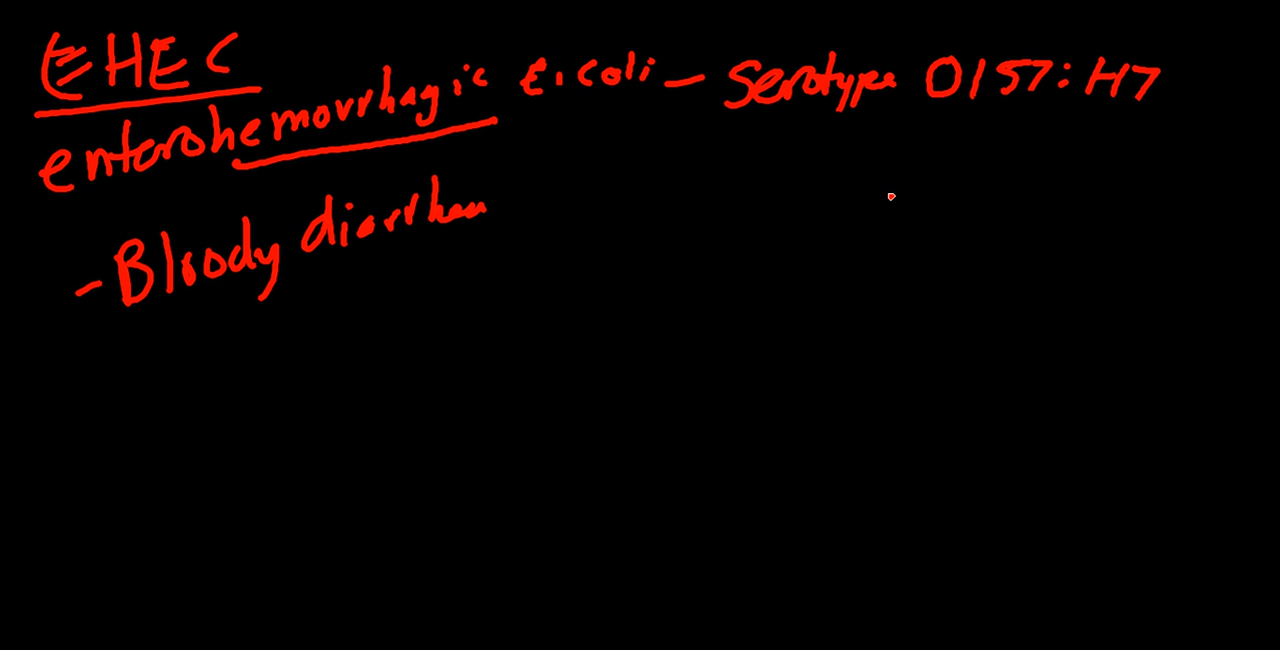 EHEC
enterohemorrhagic E. coli - Serotype O157:H7
- Bloody diarrhea